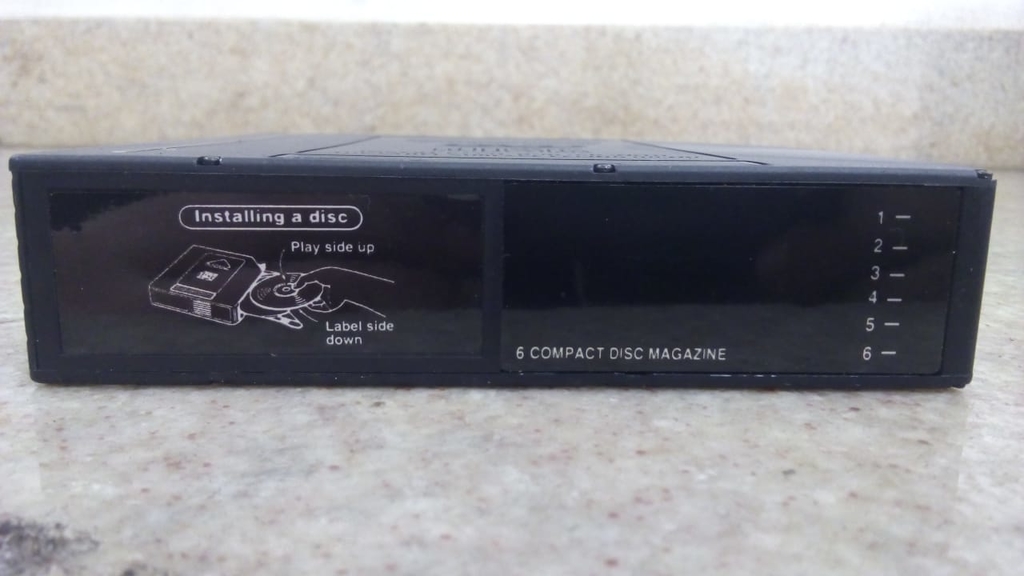 Installing a disc
Play side up
Label side
down
6 COMPACT DISC MAGAZINE
1
2
3
4
5
6